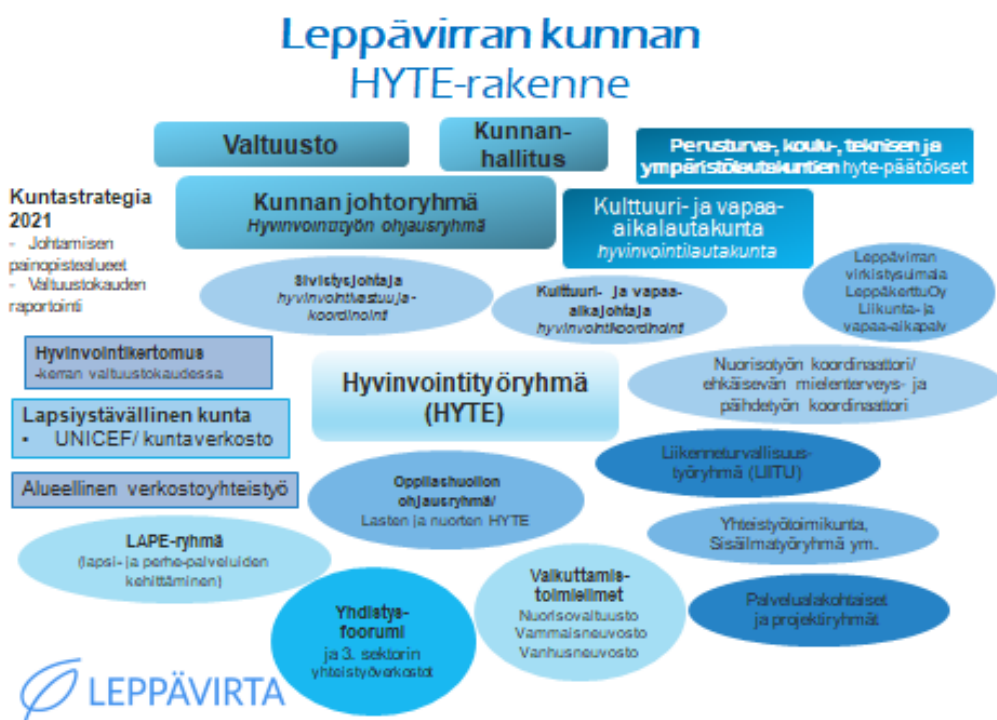 Leppävirran kunnan
HYTE-rakenne
Valtuusto
Kunnan-
hallitus
Perusturva-, koulu-, teknisen ja
ympäristölautakuntien hyte-päätökset
Kuntastrategia
2021
- Johtamisen
painopistealueet
- Valtuustokauden
raportointi
Kunnan johtoryhmä
Hyvinvointityön ohjausryhmä
Kulttuuri- ja vapaa-
aikalautakunta
hyvinvointilautakunta
Sivistysjohtaja
hyvinvointivastuu ja-
koordinointi
Kulttuuri- ja vapaa-
aikajohtaja
hyvinvointikoordinointi
Leppävirran
virkistysuimala
LeppäkerttuOy
Liikunta- ja
vapaa-aikapalv
Hyvinvointikertomus
-kerran valtuustokaudessa
Hyvinvointityöryhmä
(HYTE)
Nuorisotyön koordinaattori/
ehkäisevän mielenterveys- ja
päihdetyön koordinaattori
Lapsiystävällinen kunta
• UNICEF/ kuntaverkosto
Liikenneturvallisuus-
työryhmä (LIITU)
Alueellinen verkostoyhteistyö
Oppilashuollon
ohjausryhmä/
Lasten ja nuorten HYTE
Yhteistyötoimikunta,
Sisäilmatyöryhmä ym.
LAPE-ryhmä
(lapsi- ja perhe-palveluiden
kehittäminen)
Yhdistys-
foorumi
ja 3. sektorin
yhteistyöverkostot
Vaikuttamis-
toimielimet
Nuorisovaltuusto
Vammaisneuvosto
Vanhusneuvosto
Palvelualakohtaiset
ja projektiryhmät
LEPPÄVIRTA